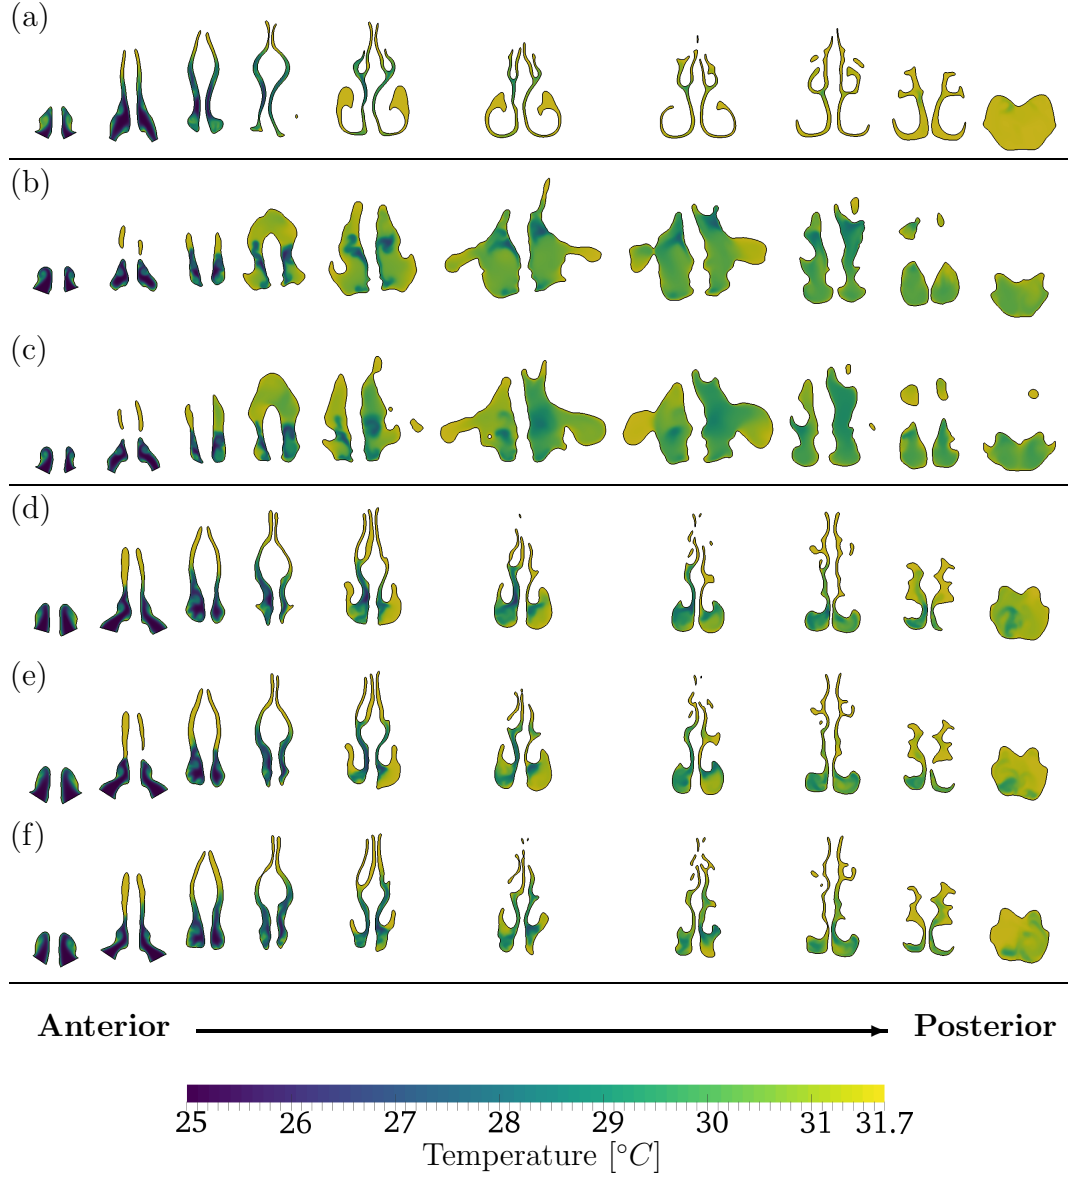 (a)
(b)
(c)
(d)
(e)
(f)
Anterior Posterior
25 26 27 28 29 30 31 31.7
Temperature [°C]